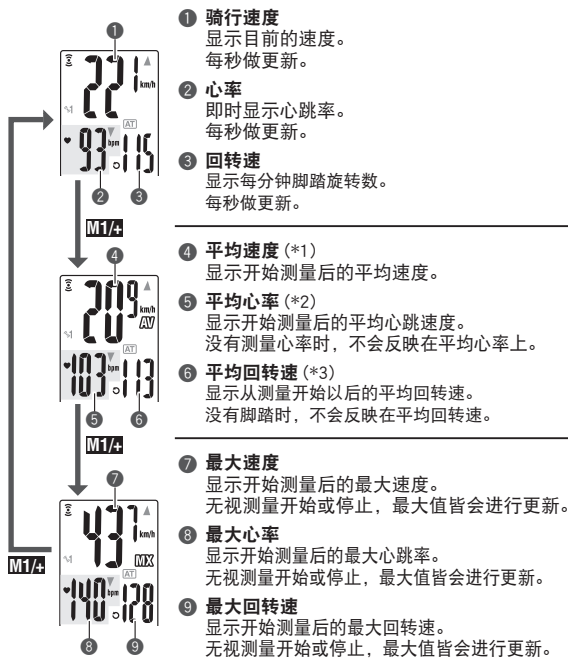 ❶
22.1 km/h
AT
♥ 93 bpm 115
❷ ❸
M1/+
❹
20.9 km/h
AV
AT
♥ 103 bpm 113
❺ ❻
M1/+
❼
43.7 km/h
MX
AT
♥ 140 bpm 128
❽ ❾
M1/+
❶ 骑行速度
显示目前的速度。
每秒做更新。
❷ 心率
即时显示心跳率。
每秒做更新。
❸ 回转速
显示每分钟脚踏旋转数。
每秒做更新。
❹ 平均速度(*1)
显示开始测量后的平均速度。
❺ 平均心率(*2)
显示开始测量后的平均心跳速度。
没有测量心率时，不会反映在平均心率上。
❻ 平均回转速(*3)
显示从测量开始以后的平均回转速。
没有脚踏时，不会反映在平均回转速。
❼ 最大速度
显示开始测量后的最大速度。
无视测量开始或停止，最大值皆会进行更新。
❽ 最大心率
显示开始测量后的最大心跳率。
无视测量开始或停止，最大值皆会进行更新。
❾ 最大回转速
显示开始测量后的最大回转速。
无视测量开始或停止，最大值皆会进行更新。